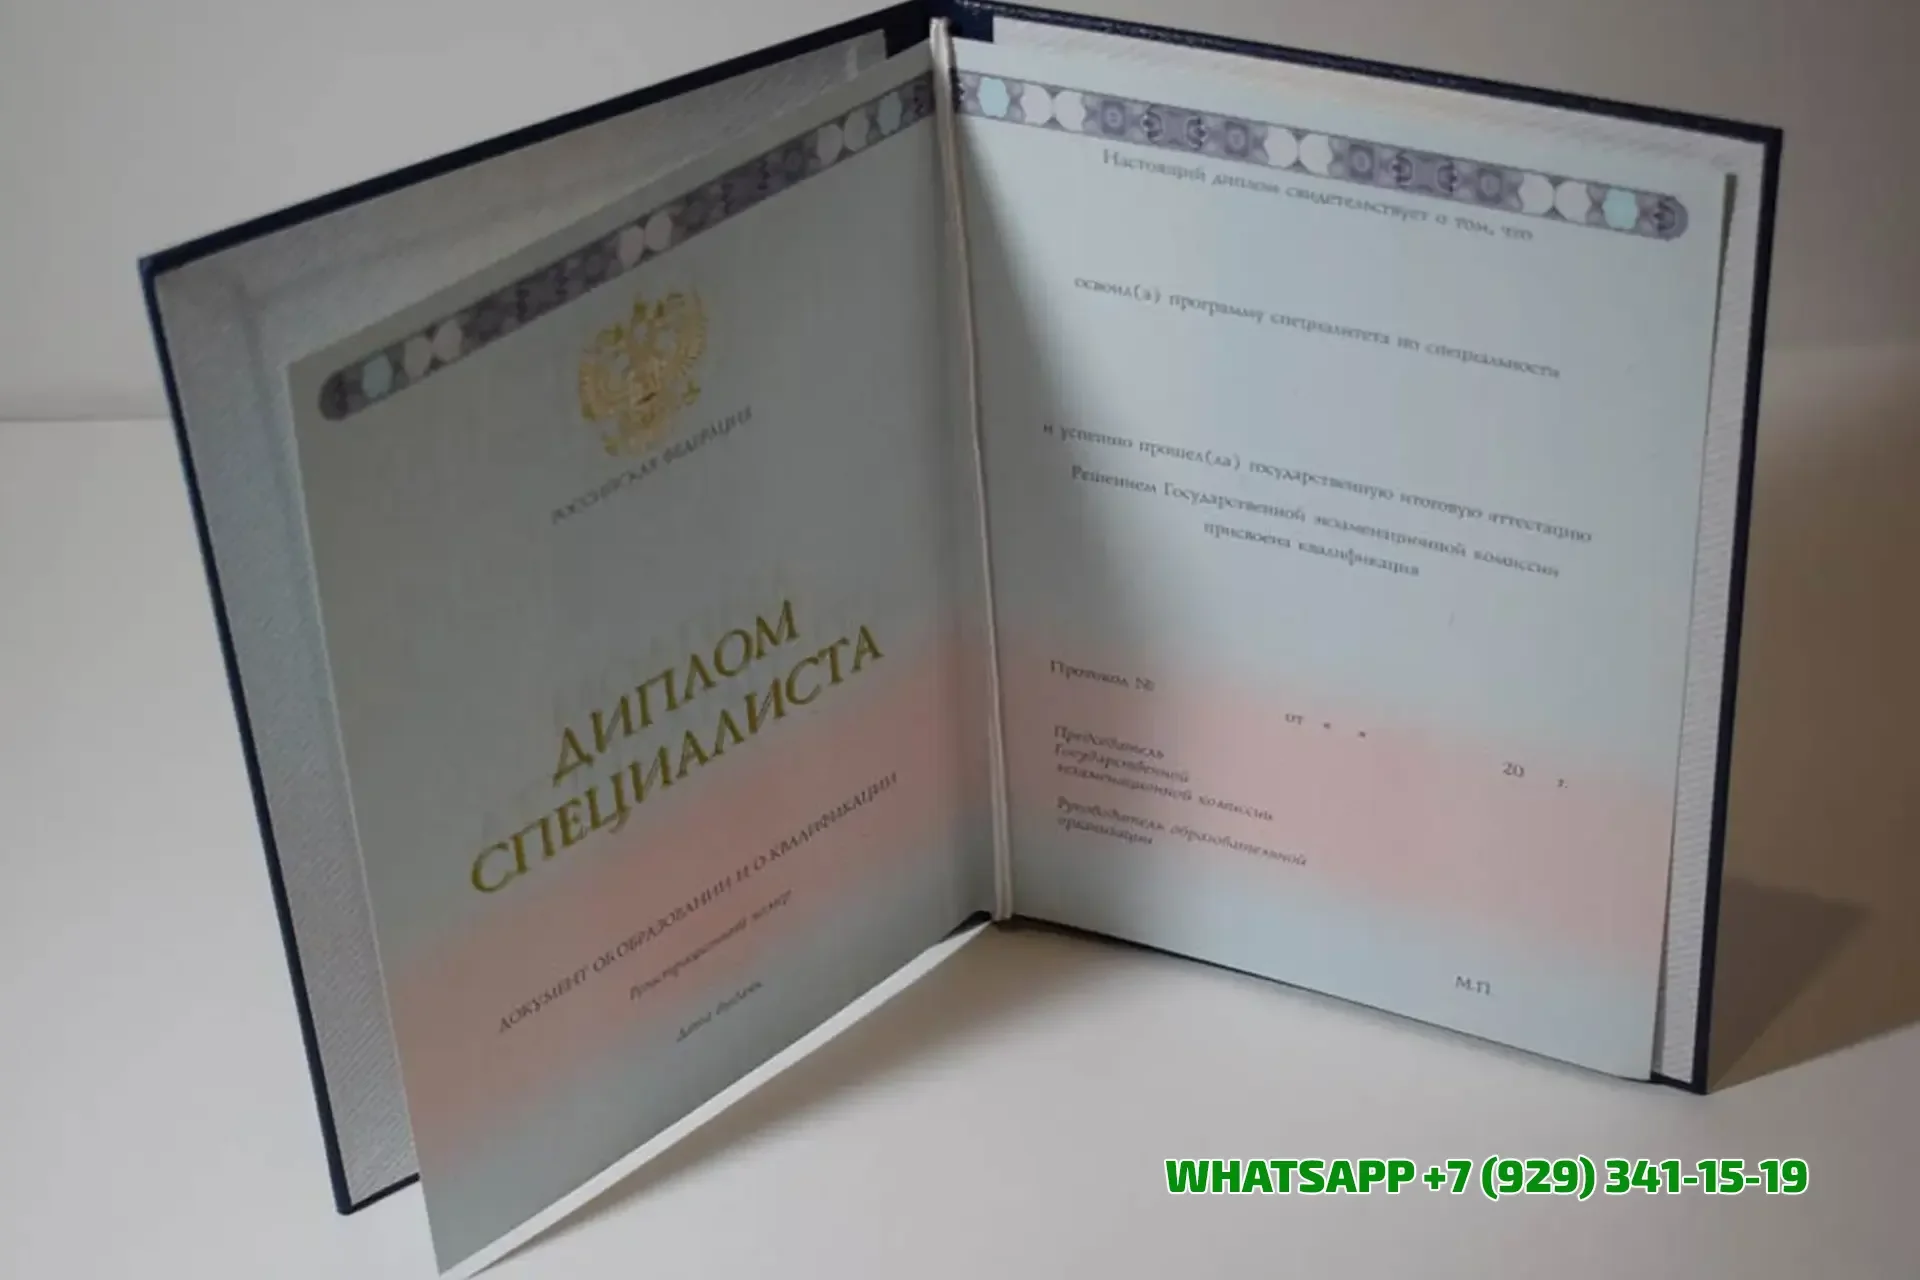 РОССИЙСКАЯ ФЕДЕРАЦИЯ
ДИПЛОМ
СПЕЦИАЛИСТА
ДОКУМЕНТ ОБ ОБРАЗОВАНИИ И О КВАЛИФИКАЦИИ
Регистрационный номер
Дата выдачи
Настоящий диплом свидетельствует о том, что
освоил(а) программу специалитета по специальности
и успешно прошел(ла) государственную итоговую аттестацию
Решением Государственной экзаменационной комиссии
присвоена квалификация
Протокол №
от « »
20 г.
Председатель
Государственной
экзаменационной комиссии
Руководитель образовательной
организации
М.П.
WHATSAPP +7 (929) 341-15-19